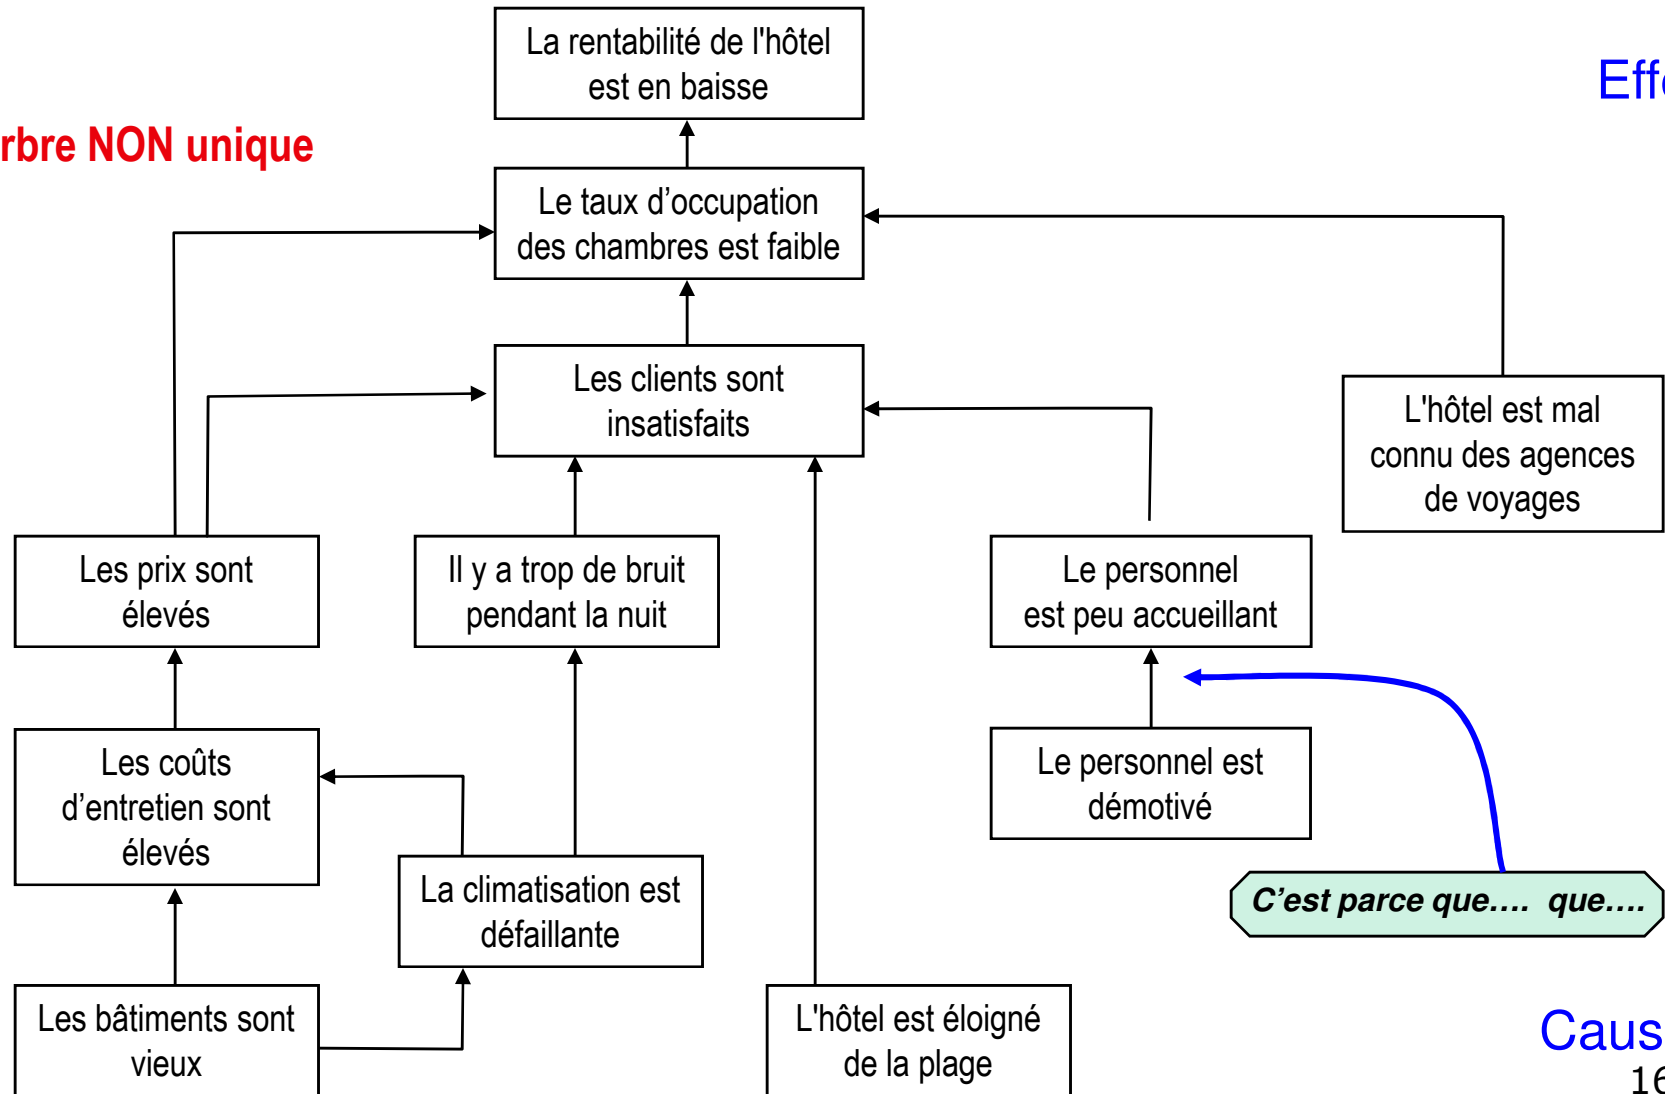 La rentabilité de l'hôtel
est en baisse
Effe
rbre NON unique
Le taux d’occupation
des chambres est faible
Les clients sont
insatisfaits
L'hôtel est mal
connu des agences
de voyages
Les prix sont
élevés
Il y a trop de bruit
pendant la nuit
Le personnel
est peu accueillant
Les coûts
d’entretien sont
élevés
Le personnel est
démotivé
La climatisation est
défaillante
C’est parce que.... que....
Les bâtiments sont
vieux
L'hôtel est éloigné
de la plage
Caus
16